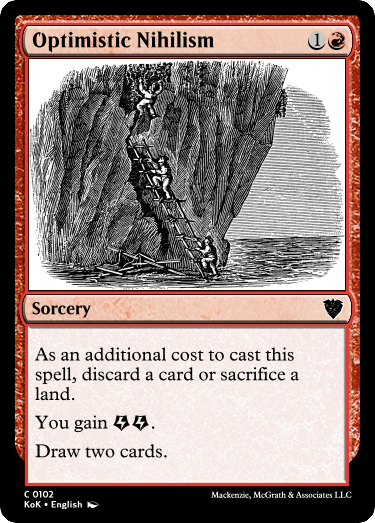 Optimistic Nihilism 1
Sorcery
As an additional cost to cast this
spell, discard a card or sacrifice a
land.
You gain .
Draw two cards.
C 0102
KoK • English
Mackenzie, McGrath & Associates LLC